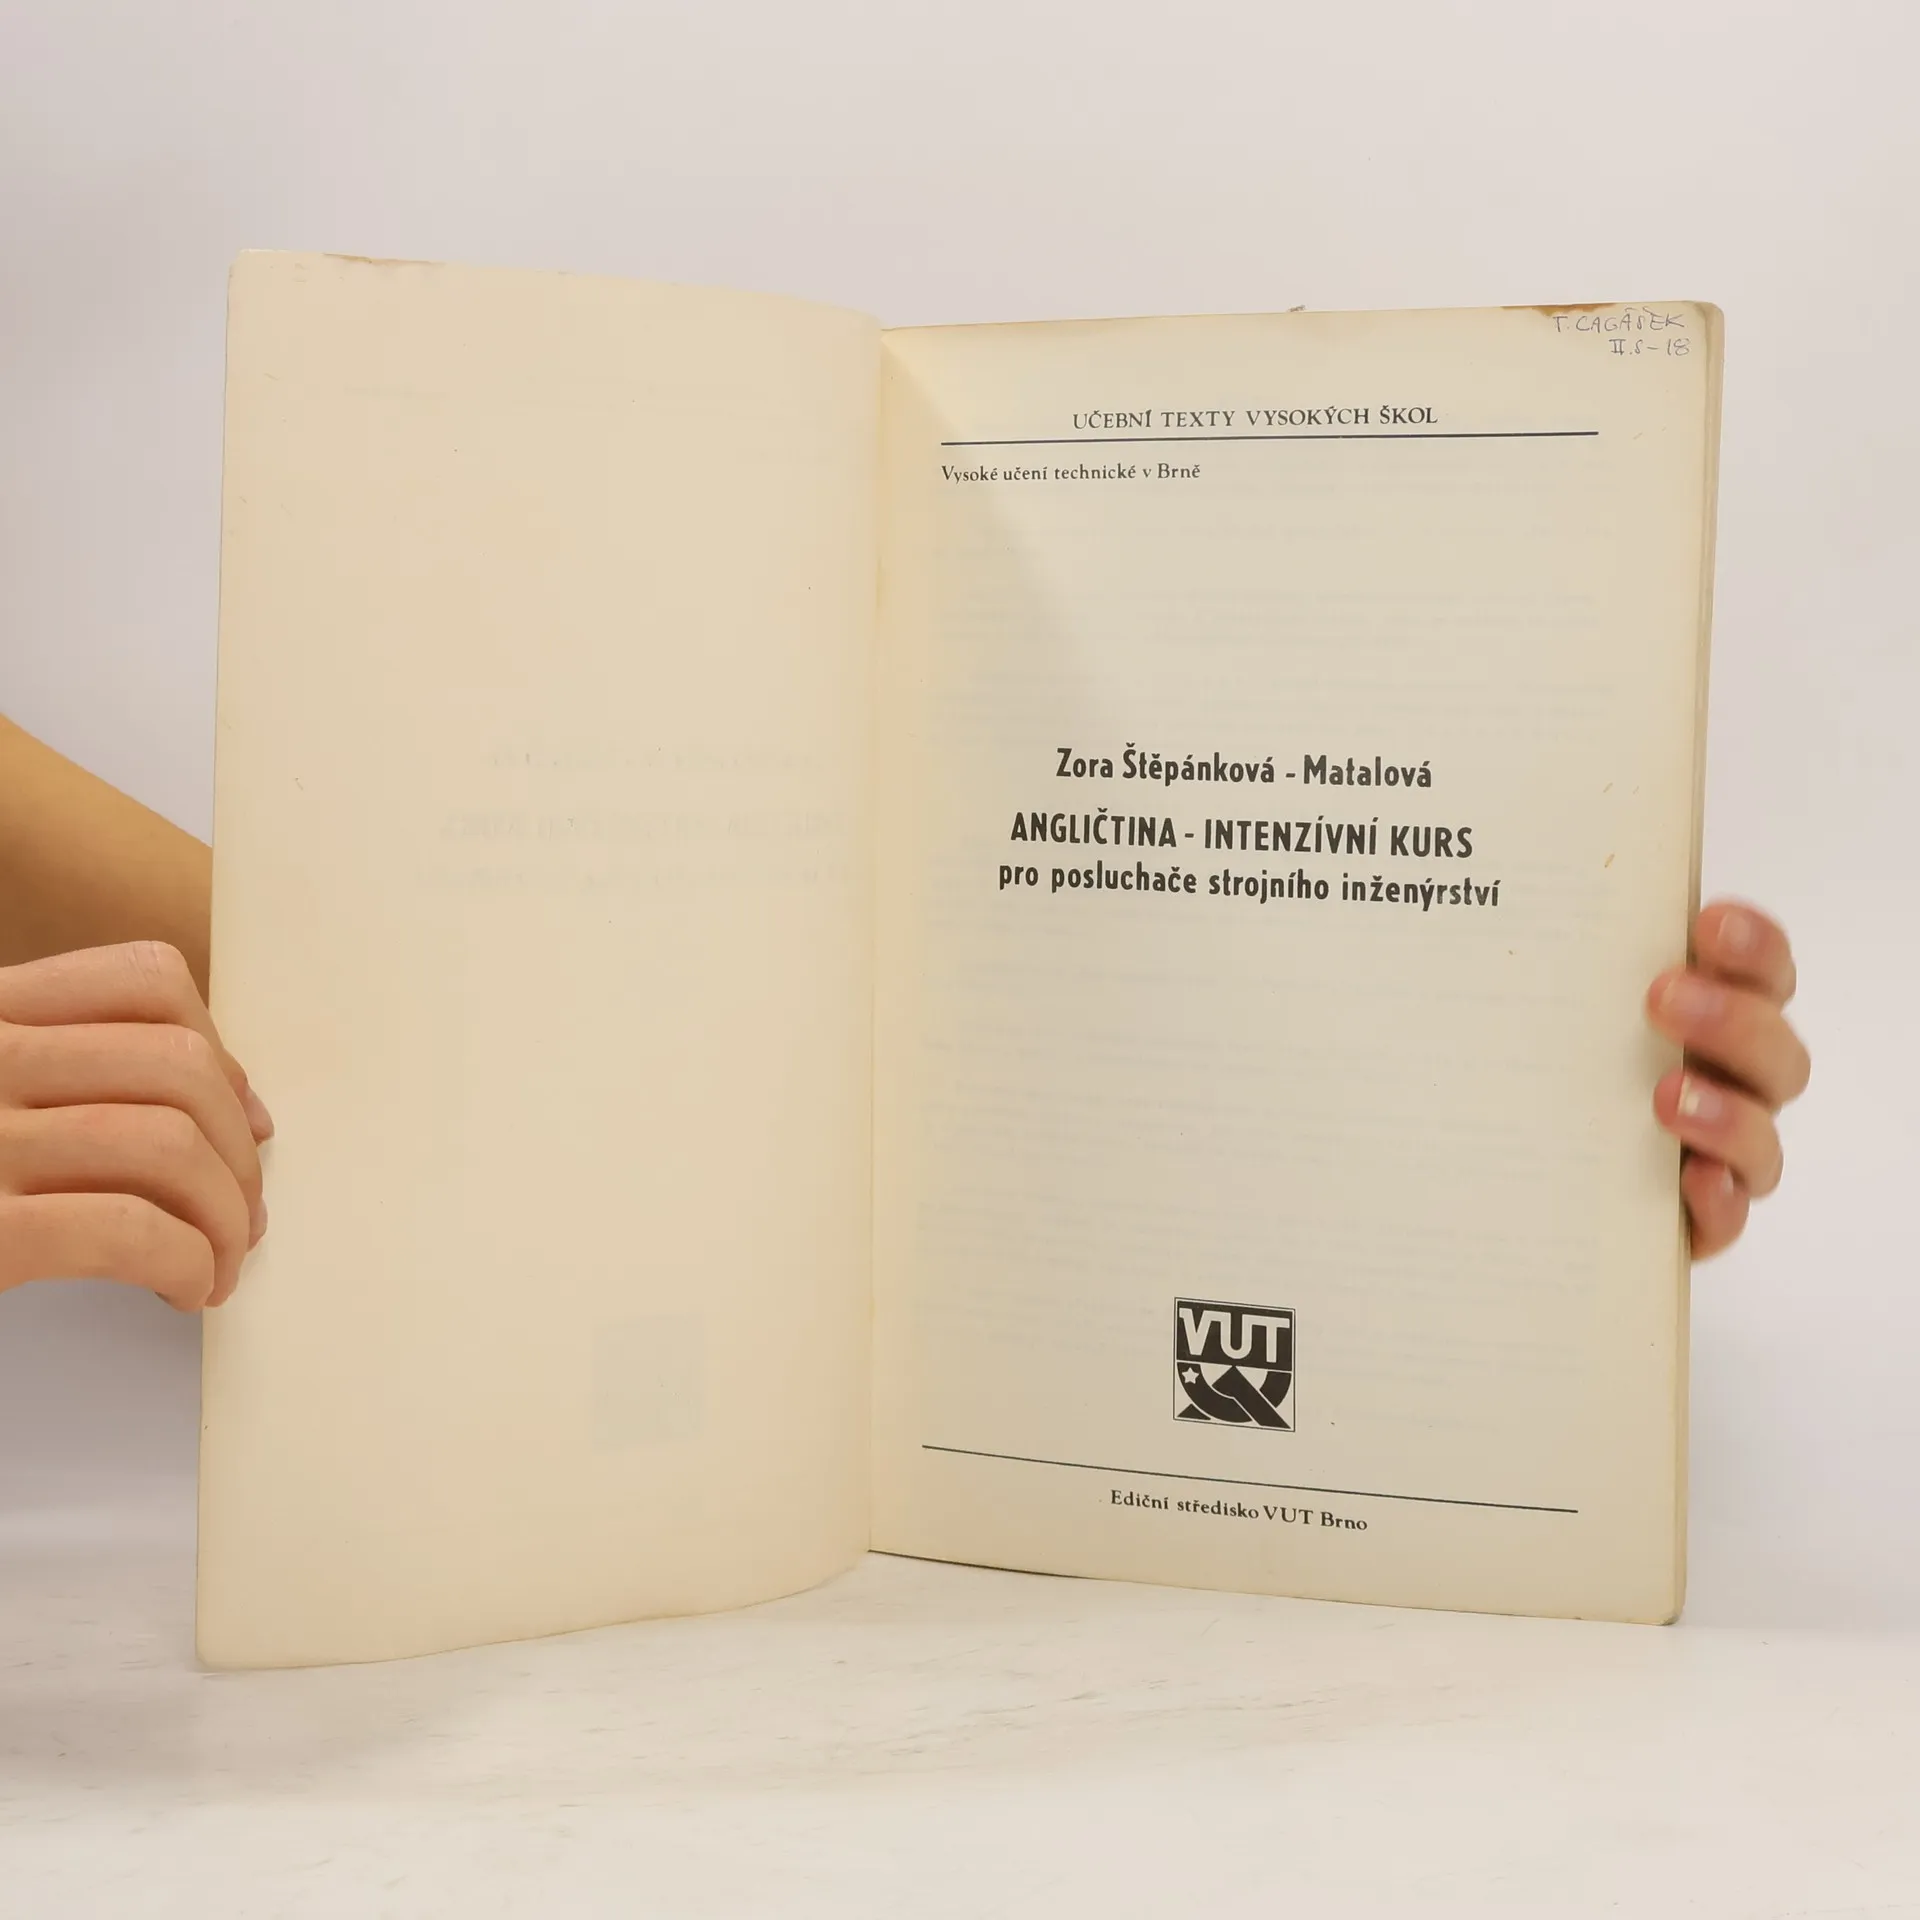 T. CAGÁŠEK
II.S-18
UČEBNÍ TEXTY VYSOKÝCH ŠKOL
Vysoké učení technické v Brně
Zora Štěpánková - Matalová
ANGLIČTINA - INTENZÍVNÍ KURS
pro posluchače strojního inženýrství
VUT
Ediční středisko VUT Brno